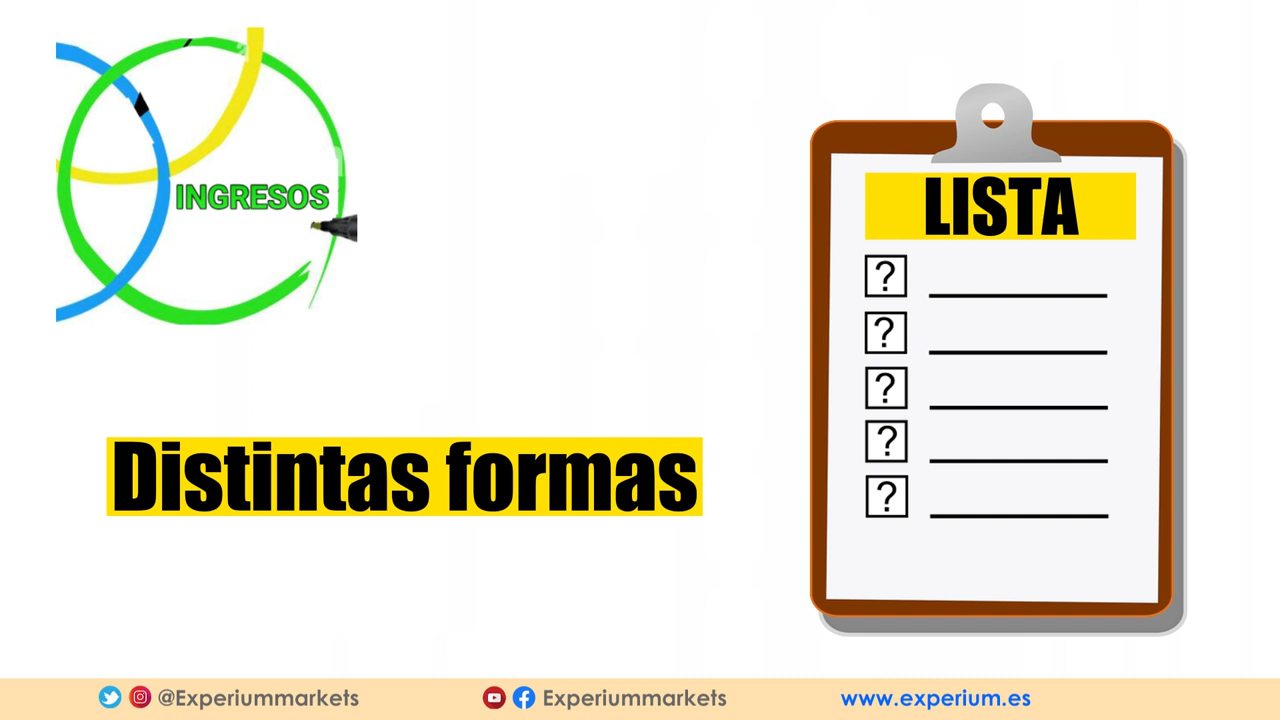 INGRESOS
LISTA
?
?
?
?
?
Distintas formas
@Experiummarkets
Experiummarkets
www.experium.es